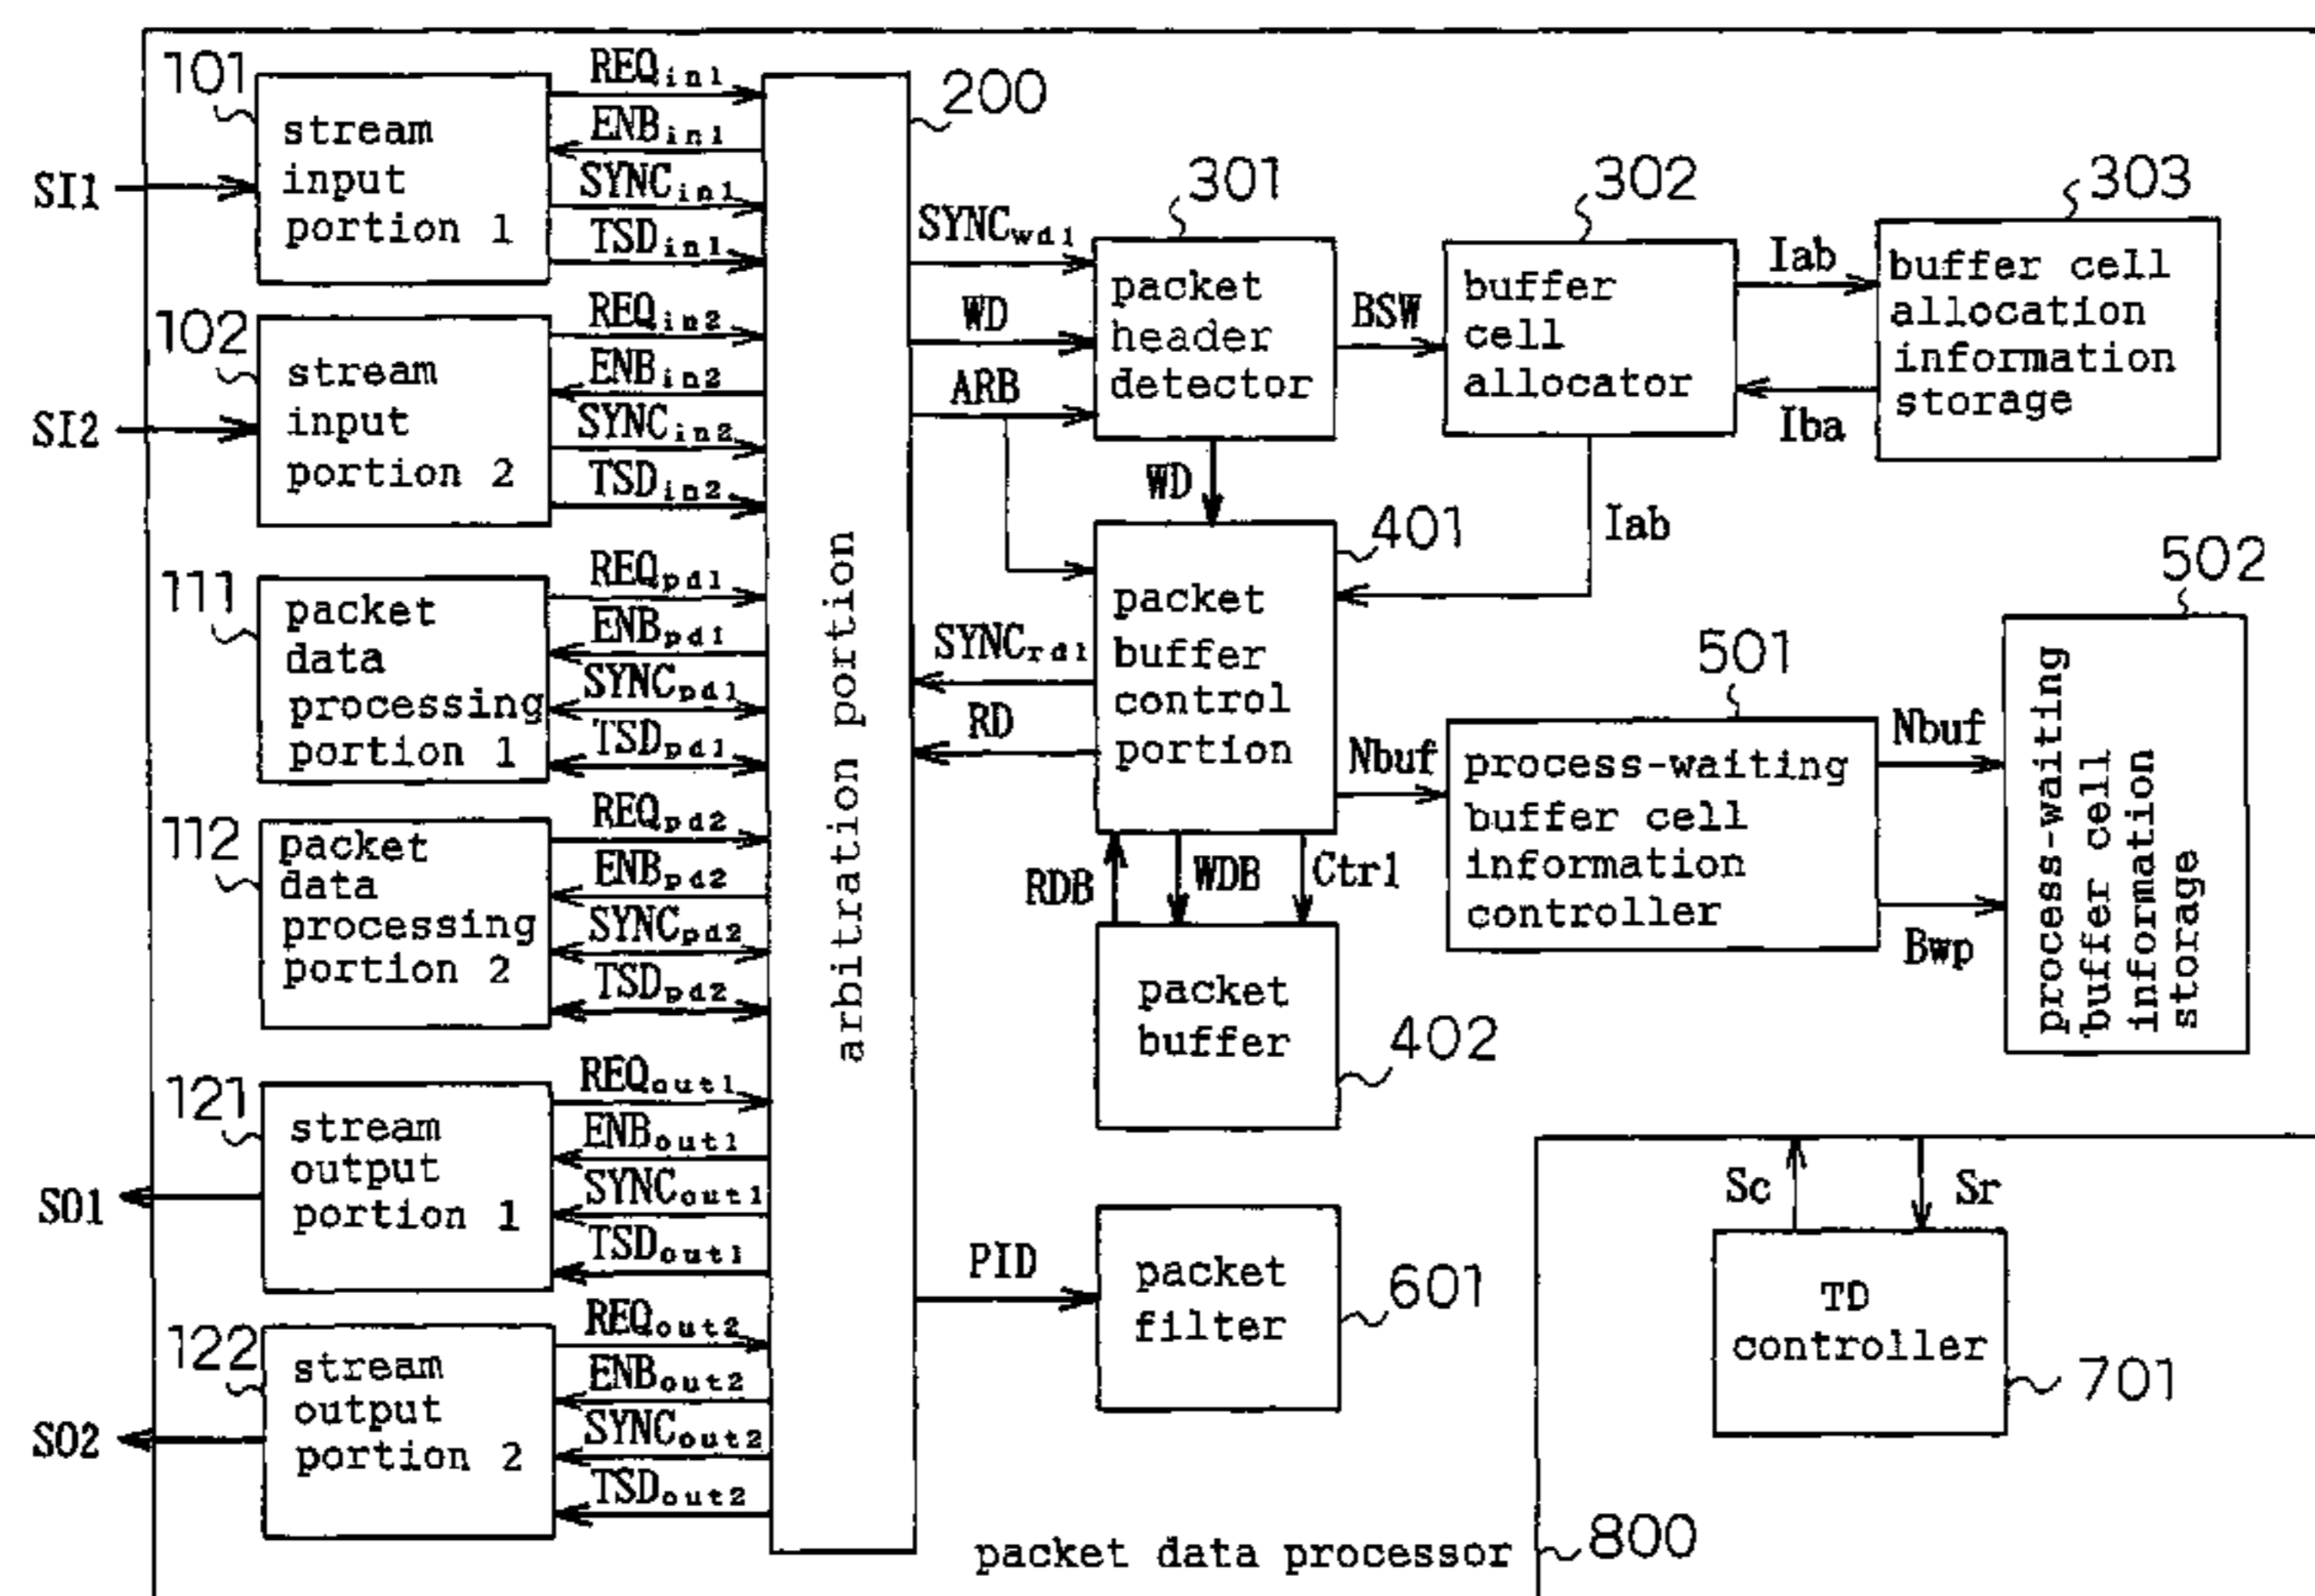 101
stream
input
portion 1
SI1
REQin1
ENBin1
SYNCin1
TSDin1
102
stream
input
portion 2
SI2
REQin2
ENBin2
SYNCin2
TSDin2
111
packet
data
processing
portion 1
REQpd1
ENBpd1
SYNCpd1
TSDpd1
112
packet
data
processing
portion 2
REQpd2
ENBpd2
SYNCpd2
TSDpd2
121
stream
output
portion 1
SO1
REQout1
ENBout1
SYNCout1
TSDout1
122
stream
output
portion 2
SO2
REQout2
ENBout2
SYNCout2
TSDout2
200
arbitration portion
SYNCwd1
WD
ARB
301
packet
header
detector
BSW
302
buffer
cell
allocator
Iab
Iba
303
buffer cell
allocation
information
storage
WD
Iab
401
packet
buffer
control
portion
SYNCrd1
RD
Nbuf
501
process-waiting
buffer cell
information
controller
Nbuf
Bwp
502
process-waiting
buffer cell
information
storage
RDB
WDB
Ctrl
packet
buffer
402
PID
packet
filter
601
Sc
Sr
TD
controller
701
packet data processor
800